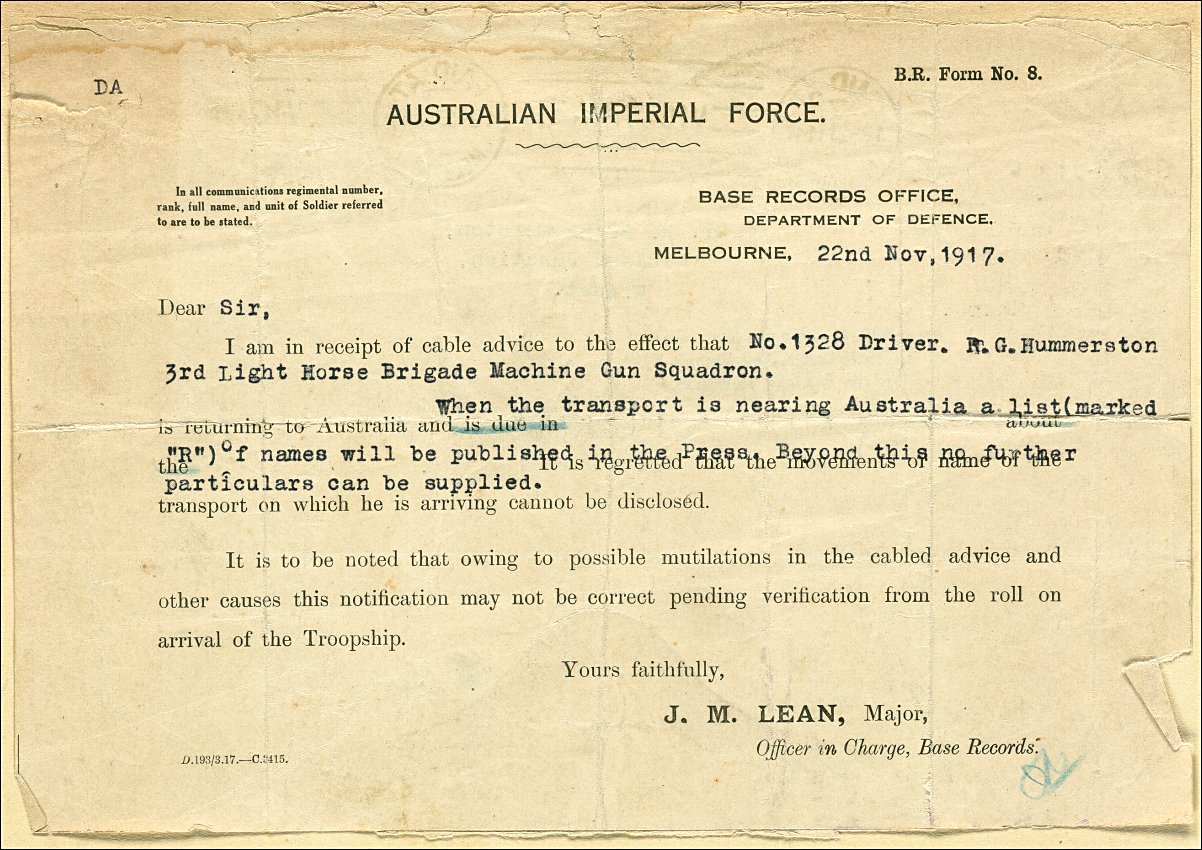 DA
B.R. Form No. 8.
AUSTRALIAN IMPERIAL FORCE.
In all communications regimental number,
rank, full name, and unit of Soldier referred
to are to be stated.
BASE RECORDS OFFICE,
DEPARTMENT OF DEFENCE,
MELBOURNE, 22nd Nov, 1917.
Dear Sir,
I am in receipt of cable advice to the effect that No.1328 Driver. R.G.Hummerston
3rd Light Horse Brigade Machine Gun Squadron.
When the transport is nearing Australia a list(marked
is returning to Australia and is due in about
"R") of names will be published in the Press. Beyond this no further
the It is regretted that the movements or name of the
particulars can be supplied.
transport on which he is arriving cannot be disclosed.
It is to be noted that owing to possible mutilations in the cabled advice and
other causes this notification may not be correct pending verification from the roll on
arrival of the Troopship.
Yours faithfully,
J. M. LEAN, Major,
Officer in Charge, Base Records.
D.193/3.17.—C.3415.